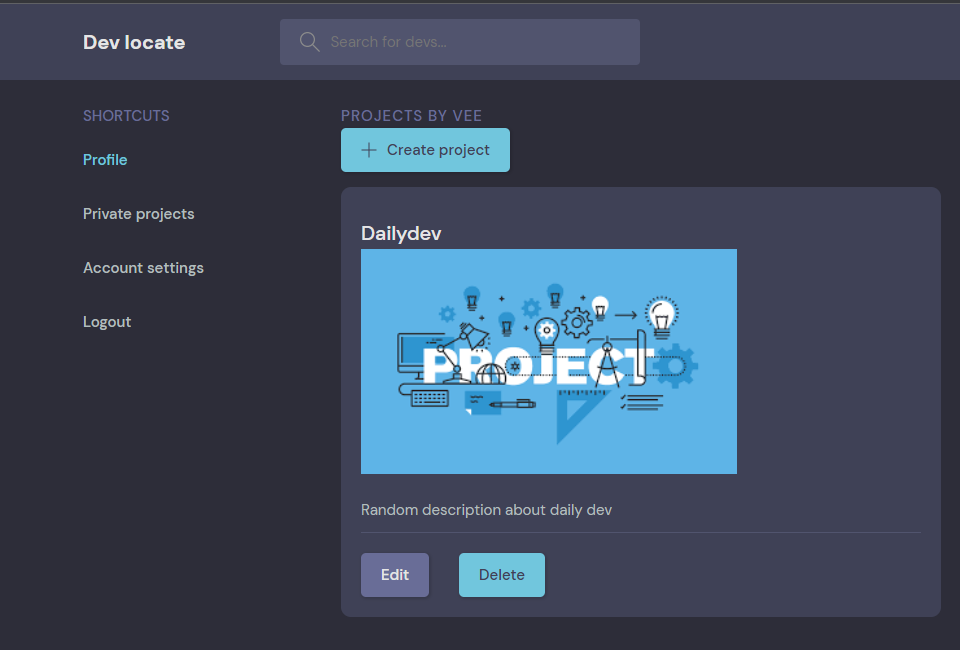 Dev locate
Search for devs...
SHORTCUTS
Profile
Private projects
Account settings
Logout
PROJECTS BY VEE
Create project
Dailydev
PROJECT
Random description about daily dev
Edit
Delete